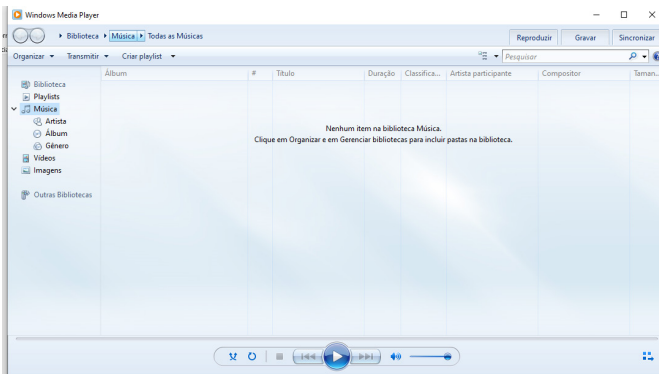 Windows Media Player
Biblioteca Música Todas as Músicas
Reproduzir Gravar Sincronizar
Organizar Transmitir Criar playlist
Pesquisar
Álbum # Título Duração Classifica... Artista participante Compositor Taman...
Biblioteca
Playlists
Música
Artista
Álbum
Gênero
Vídeos
Imagens
Outras Bibliotecas
Nenhum item na biblioteca Música.
Clique em Organizar e em Gerenciar bibliotecas para incluir pastas na biblioteca.